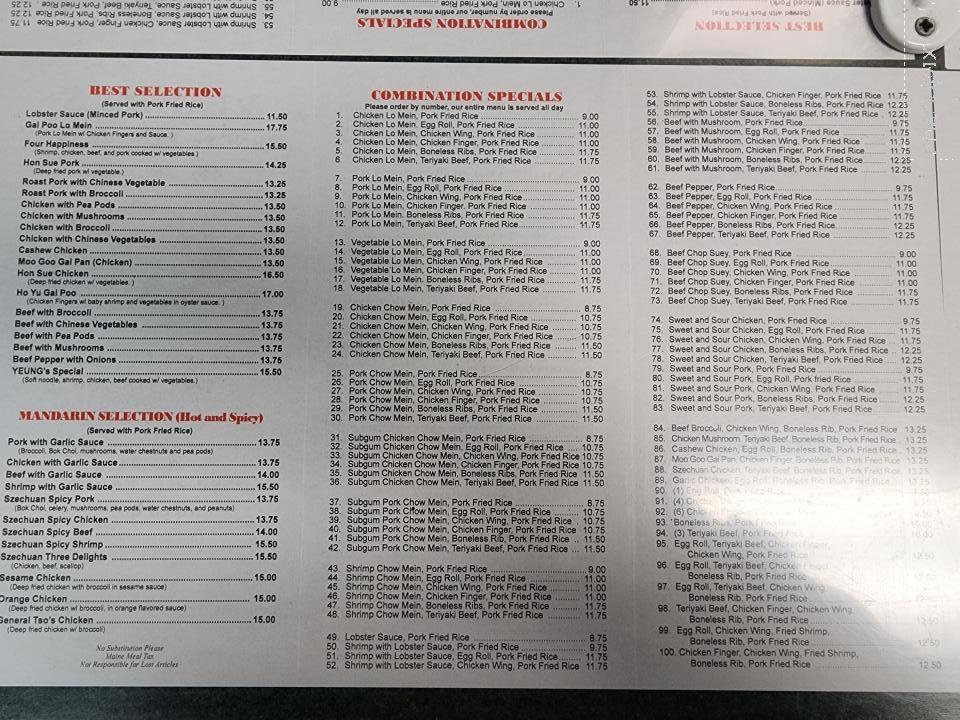 BEST SELECTION
(Served with Pork Fried Rice)
Lobster Sauce (Minced Pork) 11.50
Gai Poo Lo Mein 17.75
(Pork Lo Mein w/ Chicken Fingers and Sauce. )
Four Happiness 15.50
(Shrimp, chicken, beef, and pork cooked w/ vegetables.)
Hon Sue Pork 14.25
(Deep fried pork w/ vegetable.)
Roast Pork with Chinese Vegetable 13.25
Roast Pork with Broccoli 13.25
Chicken with Pea Pods 13.50
Chicken with Mushrooms 13.50
Chicken with Broccoli 13.50
Chicken with Chinese Vegetables 13.50
Cashew Chicken 13.50
Moo Goo Gai Pan (Chicken) 13.50
Hon Sue Chicken 16.50
(Deep fried chicken w/ vegetables.)
Ho Yu Gai Poo 17.00
(Chicken Fingers w/ baby shrimp and vegetables in oyster sauce. )
Beef with Broccoli 13.75
Beef with Chinese Vegetables 13.75
Beef with Pea Pods 13.75
Beef with Mushrooms 13.75
Beef Pepper with Onions 13.75
YEUNG's Special 15.50
(Soft noodle, shrimp, chicken, beef cooked w/ vegetables.)
MANDARIN SELECTION (Hot and Spicy)
(Served with Pork Fried Rice)
Pork with Garlic Sauce 13.75
(Broccoli, Bok Choi, mushrooms, water chestnuts and pea pods)
Chicken with Garlic Sauce 13.75
Beef with Garlic Sauce 14.00
Shrimp with Garlic Sauce 15.50
Szechuan Spicy Pork 13.75
(Bok Choi, celery, mushrooms, pea pods, water chestnuts, and peanuts)
Szechuan Spicy Chicken 13.75
Szechuan Spicy Beef 14.00
Szechuan Spicy Shrimp 15.50
Szechuan Three Delights 15.50
(Chicken, beef, scallop)
Sesame Chicken 15.00
(Deep fried chicken with broccoli in sesame sauce)
Orange Chicken 15.00
(Deep fried chicken w/ broccoli, in orange flavored sauce)
General Tso's Chicken 15.00
(Deep fried chicken w/ broccoli)
No Substitution Please
Maine Meal Tax
Not Responsible for Lost Articles
COMBINATION SPECIALS
Please order by number, our entire menu is served all day
1. Chicken Lo Mein, Pork Fried Rice 9.00
2. Chicken Lo Mein, Egg Roll, Pork Fried Rice 11.00
3. Chicken Lo Mein, Chicken Wing, Pork Fried Rice 11.00
4. Chicken Lo Mein, Chicken Finger, Pork Fried Rice 11.00
5. Chicken Lo Mein, Boneless Ribs, Pork Fried Rice 11.75
6. Chicken Lo Mein, Teriyaki Beef, Pork Fried Rice 11.75
7. Pork Lo Mein, Pork Fried Rice 9.00
8. Pork Lo Mein, Egg Roll, Pork Fried Rice 11.00
9. Pork Lo Mein, Chicken Wing, Pork Fried Rice 11.00
10. Pork Lo Mein, Chicken Finger, Pork Fried Rice 11.00
11. Pork Lo Mein. Boneless Ribs, Pork Fried Rice 11.75
12. Pork Lo Mein, Teriyaki Beef, Pork Fried Rice 11.75
13. Vegetable Lo Mein, Pork Fried Rice 9.00
14. Vegetable Lo Mein, Egg Roll, Pork Fried Rice 11.00
15. Vegetable Lo Mein, Chicken Wing, Pork Fried Rice 11.00
16. Vegetable Lo Mein, Chicken Finger, Pork Fried Rice 11.00
17. Vegetable Lo Mein. Boneless Ribs, Pork Fried Rice 11.75
18. Vegetable Lo Mein, Teriyaki Beef, Pork Fried Rice 11.75
19. Chicken Chow Mein, Pork Fried Rice 8.75
20. Chicken Chow Mein, Egg Roll, Pork Fried Rice 10.75
21. Chicken Chow Mein, Chicken Wing, Pork Fried Rice 10.75
22. Chicken Chow Mein, Chicken Finger, Pork Fried Rice 10.75
23. Chicken Chow Mein, Boneless Ribs, Pork Fried Rice 11.50
24. Chicken Chow Mein, Teriyaki Beef, Pork Fried Rice 11.50
25. Pork Chow Mein, Pork Fried Rice 8.75
26. Pork Chow Mein, Egg Roll, Pork Fried Rice 10.75
27. Pork Chow Mein, Chicken Wing, Pork Fried Rice 10.75
28. Pork Chow Mein, Chicken Finger, Pork Fried Rice 10.75
29. Pork Chow Mein, Boneless Ribs, Pork Fried Rice 11.50
30. Pork Chow Mein, Teriyaki Beef, Pork Fried Rice 11.50
31. Subgum Chicken Chow Mein, Pork Fried Rice 8.75
32. Subgum Chicken Chow Mein, Egg Roll, Pork Fried Rice 10.75
33. Subgum Chicken Chow Mein, Chicken Wing, Pork Fried Rice 10.75
34. Subgum Chicken Chow Mein, Chicken Finger, Pork Fried Rice 10.75
35. Subgum Chicken Chow Mein, Boneless Ribs, Pork Fried Rice 11.50
36. Subgum Chicken Chow Mein, Teriyaki Beef, Pork Fried Rice 11.50
37. Subgum Pork Chow Mein, Pork Fried Rice 8.75
38. Subgum Pork Chow Mein, Egg Roll, Pork Fried Rice 10.75
39. Subgum Pork Chow Mein, Chicken Wing, Pork Fried Rice 10.75
40. Subgum Pork Chow Mein, Chicken Finger, Pork Fried Rice 10.75
41. Subgum Pork Chow Mein, Boneless Rib, Pork Fried Rice 11.50
42. Subgum Pork Chow Mein, Teriyaki Beef, Pork Fried Rice 11.50
43. Shrimp Chow Mein, Pork Fried Rice 9.00
44. Shrimp Chow Mein, Egg Roll, Pork Fried Rice 11.00
45. Shrimp Chow Mein, Chicken Wing, Pork Fried Rice 11.00
46. Shrimp Chow Mein, Chicken Finger, Pork Fried Rice 11.00
47. Shrimp Chow Mein, Boneless Ribs, Pork Fried Rice 11.75
48. Shrimp Chow Mein, Teriyaki Beef, Pork Fried Rice 11.75
49. Lobster Sauce, Pork Fried Rice 8.75
50. Shrimp with Lobster Sauce, Pork Fried Rice 9.75
51. Shrimp with Lobster Sauce, Egg Roll, Pork Fried Rice 11.75
52. Shrimp with Lobster Sauce, Chicken Wing, Pork Fried Rice 11.75
53. Shrimp with Lobster Sauce, Chicken Finger, Pork Fried Rice 11.75
54. Shrimp with Lobster Sauce, Boneless Ribs, Pork Fried Rice 12.25
55. Shrimp with Lobster Sauce, Teriyaki Beef, Pork Fried Rice 12.25
56. Beef with Mushroom, Pork Fried Rice 9.75
57. Beef with Mushroom, Egg Roll, Pork Fried Rice 11.75
58. Beef with Mushroom, Chicken Wing, Pork Fried Rice 11.75
59. Beef with Mushroom, Chicken Finger, Pork Fried Rice 11.75
60. Beef with Mushroom, Boneless Ribs, Pork Fried Rice 12.25
61. Beef with Mushroom, Teriyaki Beef, Pork Fried Rice 12.25
62. Beef Pepper, Pork Fried Rice 9.75
63. Beef Pepper, Egg Roll, Pork Fried Rice 11.75
64. Beef Pepper, Chicken Wing, Pork Fried Rice 11.75
65. Beef Pepper, Chicken Finger, Pork Fried Rice 11.75
66. Beef Pepper, Boneless Ribs, Pork Fried Rice 12.25
67. Beef Pepper, Teriyaki Beef, Pork Fried Rice 12.25
68. Beef Chop Suey, Pork Fried Rice 9.00
69. Beef Chop Suey, Egg Roll, Pork Fried Rice 11.00
70. Beef Chop Suey, Chicken Wing, Pork Fried Rice 11.00
71. Beef Chop Suey, Chicken Finger, Pork Fried Rice 11.00
72. Beef Chop Suey, Boneless Ribs, Pork Fried Rice 11.75
73. Beef Chop Suey, Teriyaki Beef, Pork Fried Rice 11.75
74. Sweet and Sour Chicken, Pork Fried Rice 9.75
75. Sweet and Sour Chicken, Egg Roll, Pork Fried Rice 11.75
76. Sweet and Sour Chicken, Chicken Wing, Pork Fried Rice 11.75
77. Sweet and Sour Chicken, Boneless Ribs, Pork Fried Rice 12.25
78. Sweet and Sour Chicken, Teriyaki Beef, Pork Fried Rice 12.25
79. Sweet and Sour Pork, Pork Fried Rice 9.75
80. Sweet and Sour Pork, Egg Roll, Pork fried Rice 11.75
81. Sweet and Sour Pork, Chicken Wing, Pork Fried Rice 11.75
82. Sweet and Sour Pork, Boneless Ribs, Pork Fried Rice 12.25
83. Sweet and Sour Pork, Teriyaki Beef, Pork Fried Rice 12.25
84. Beef Broccoli, Chicken Wing, Boneless Rib, Pork Fried Rice 13.25
85. Chicken Mushroom, Teriyaki Beef, Boneless Rib, Pork Fried Rice 13.25
86. Cashew Chicken, Egg Roll, Boneless Rib, Pork Fried Rice 13.25
87. Moo Goo Gai Pan, Chicken Finger, Boneless Rib, Pork Fried Rice 13.25
88. Szechuan Chicken, Teriyaki Beef, Boneless Rib, Pork Fried Rice 13.25
89. Garlic
90. (1) Egg Roll
91. (4)
92. (6)
93. Boneless Ribs, Pork Fried Rice
94. (3) Teriyaki Beef, Pork Fried Rice
95. Egg Roll, Teriyaki Beef, Chicken Finger,
Chicken Wing, Pork Fried Rice 12.50
96. Egg Roll, Teriyaki Beef, Chicken
Boneless Rib, Pork Fried Rice
97. Egg Roll, Teriyaki Beef, Chicken Wing,
Boneless Rib, Pork Fried Rice
98. Teriyaki Beef, Chicken Finger, Chicken Wing,
Boneless Rib, Pork Fried Rice
99. Egg Roll, Chicken Wing, Fried Shrimp,
Boneless Rib, Pork Fried Rice 12.50
100. Chicken Finger, Chicken Wing, Fried Shrimp,
Boneless Rib, Pork Fried Rice 12.50